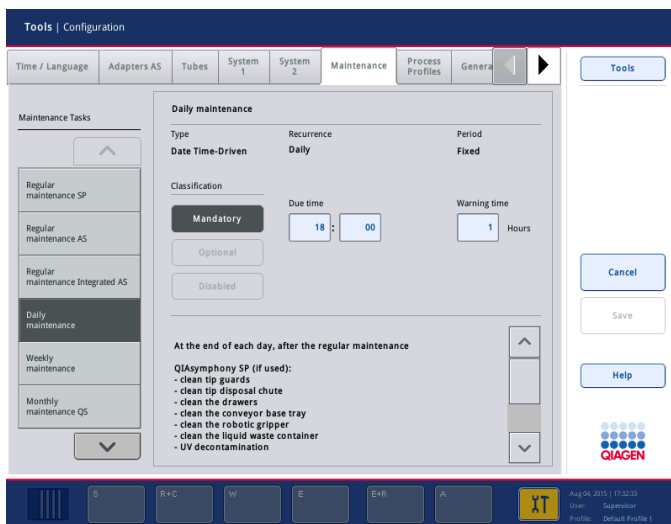 Tools | Configuration
Time / Language
Adapters AS
Tubes
System
1
System
2
Maintenance
Process
Profiles
Genera
Tools
Maintenance Tasks
Regular
maintenance SP
Regular
maintenance AS
Regular
maintenance Integrated AS
Daily
maintenance
Weekly
maintenance
Monthly
maintenance QS
Daily maintenance
Type
Recurrence
Period
Date Time-Driven
Daily
Fixed
Classification
Mandatory
Optional
Disabled
Due time
18 : 00
Warning time
1 Hours
At the end of each day, after the regular maintenance
QIAsymphony SP (if used):
- clean tip guards
- clean tip disposal chute
- clean the drawers
- clean the conveyor base tray
- clean the robotic gripper
- clean the liquid waste container
- UV decontamination
Cancel
Save
Help
QIAGEN
S
R+C
W
E
E+R
A
Aug 04, 2015 | 17:32:33
User: Supervisor
Profile: Default Profile 1